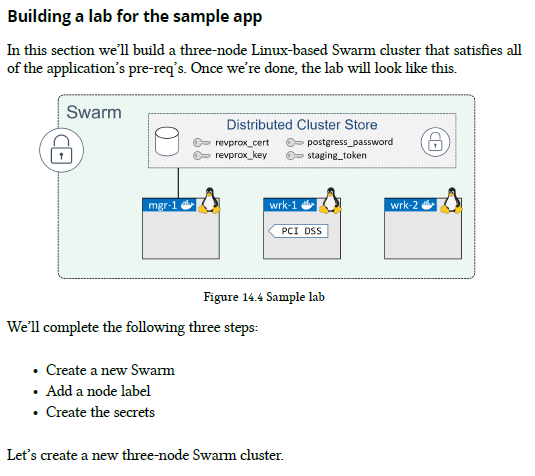 Building a lab for the sample app
In this section we’ll build a three-node Linux-based Swarm cluster that satisfies all
of the application’s pre-req’s. Once we’re done, the lab will look like this.
Swarm
Distributed Cluster Store
revprox_cert postgress_password
revprox_key staging_token
mgr-1 wrk-1 wrk-2
PCI DSS
Figure 14.4 Sample lab
We’ll complete the following three steps:
• Create a new Swarm
• Add a node label
• Create the secrets
Let’s create a new three-node Swarm cluster.